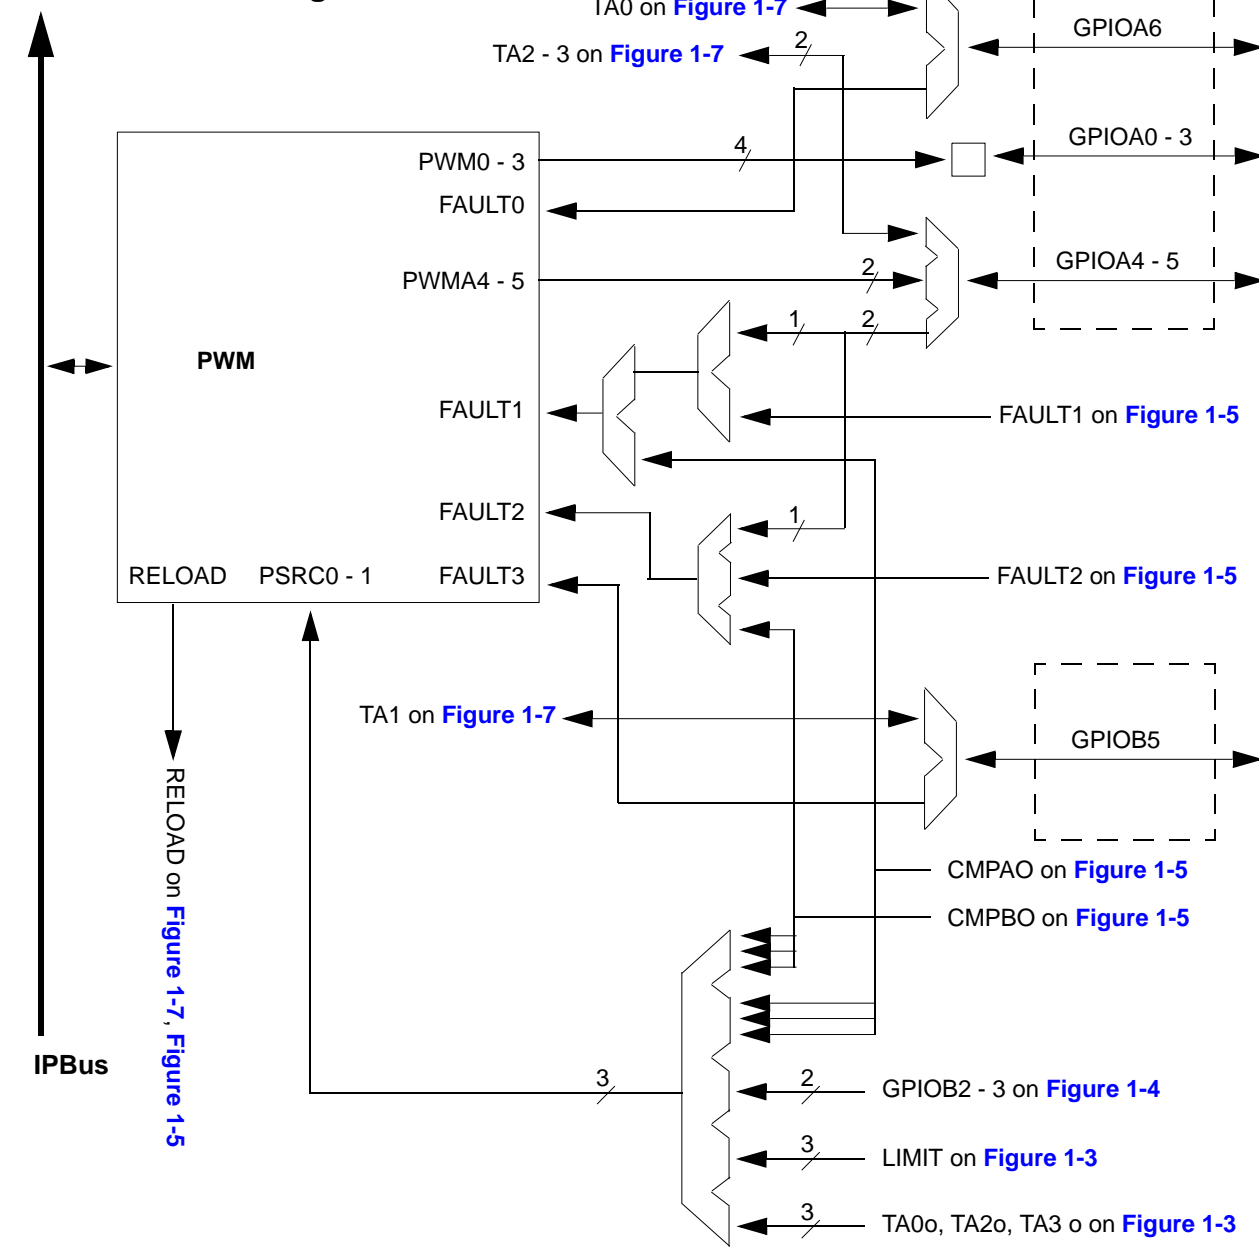 TA0 on Figure 1-7
GPIOA6
2
TA2 - 3 on Figure 1-7
4
GPIOA0 - 3
PWM0 - 3
FAULT0
2
GPIOA4 - 5
PWMA4 - 5
1
2
PWM
FAULT1
FAULT1 on Figure 1-5
FAULT2
1
RELOAD
PSRC0 - 1
FAULT3
FAULT2 on Figure 1-5
TA1 on Figure 1-7
GPIOB5
RELOAD on Figure 1-7, Figure 1-5
CMPAO on Figure 1-5
CMPBO on Figure 1-5
IPBus
3
2
GPIOB2 - 3 on Figure 1-4
3
LIMIT on Figure 1-3
3
TA0o, TA2o, TA3 o on Figure 1-3